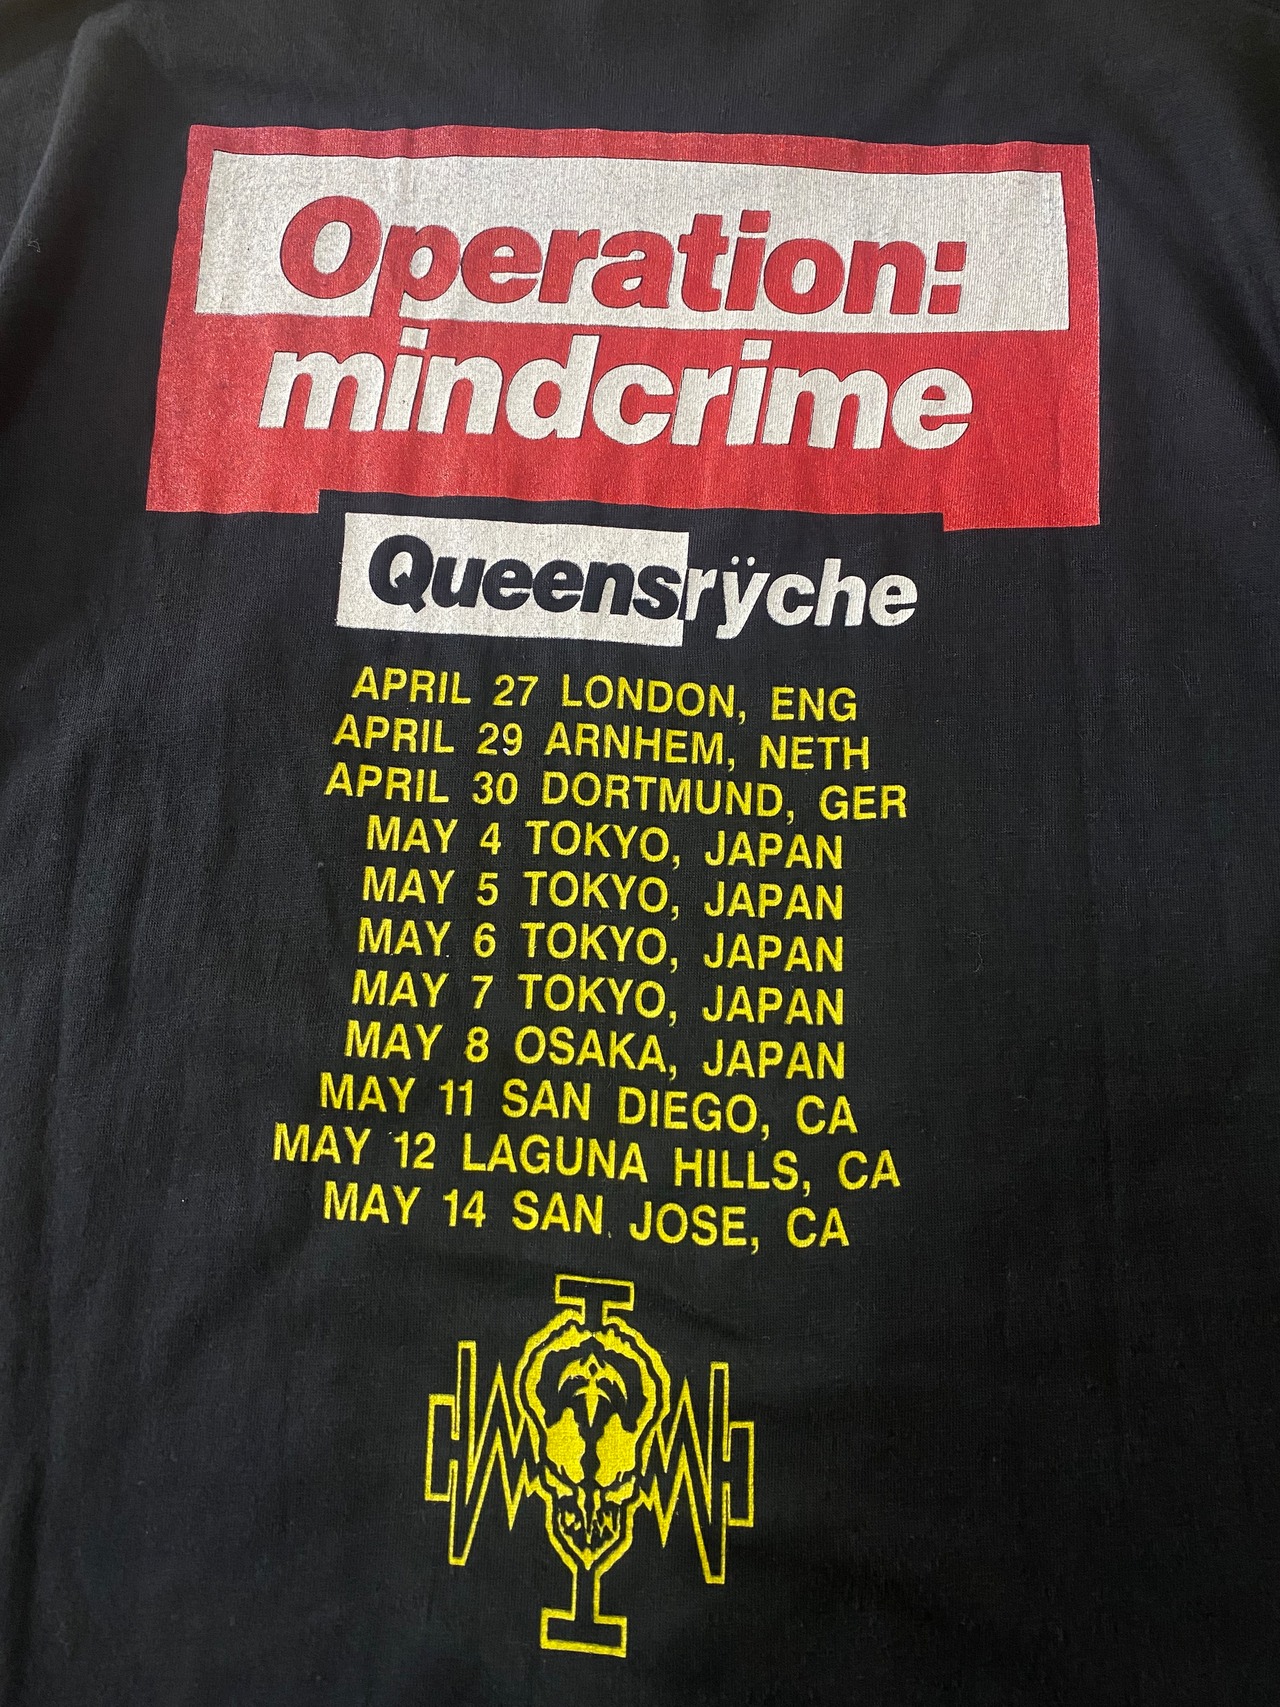 Operation:
mindcrime
Queensrÿche
APRIL 27 LONDON, ENG
APRIL 29 ARNHEM, NETH
APRIL 30 DORTMUND, GER
MAY 4 TOKYO, JAPAN
MAY 5 TOKYO, JAPAN
MAY 6 TOKYO, JAPAN
MAY 7 TOKYO, JAPAN
MAY 8 OSAKA, JAPAN
MAY 11 SAN DIEGO, CA
MAY 12 LAGUNA HILLS, CA
MAY 14 SAN JOSE, CA